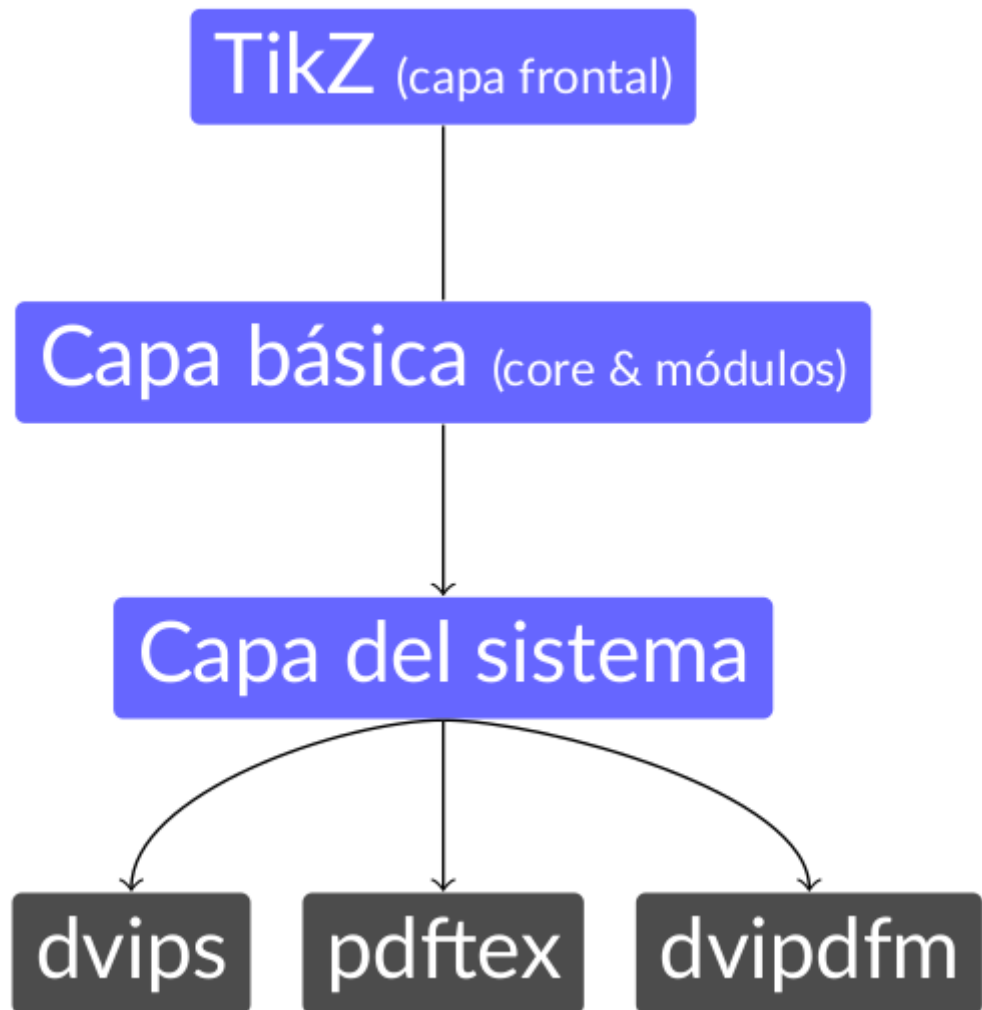 TikZ (capa frontal)
Capa básica (core & módulos)
Capa del sistema
dvips
pdftex
dvipdfm